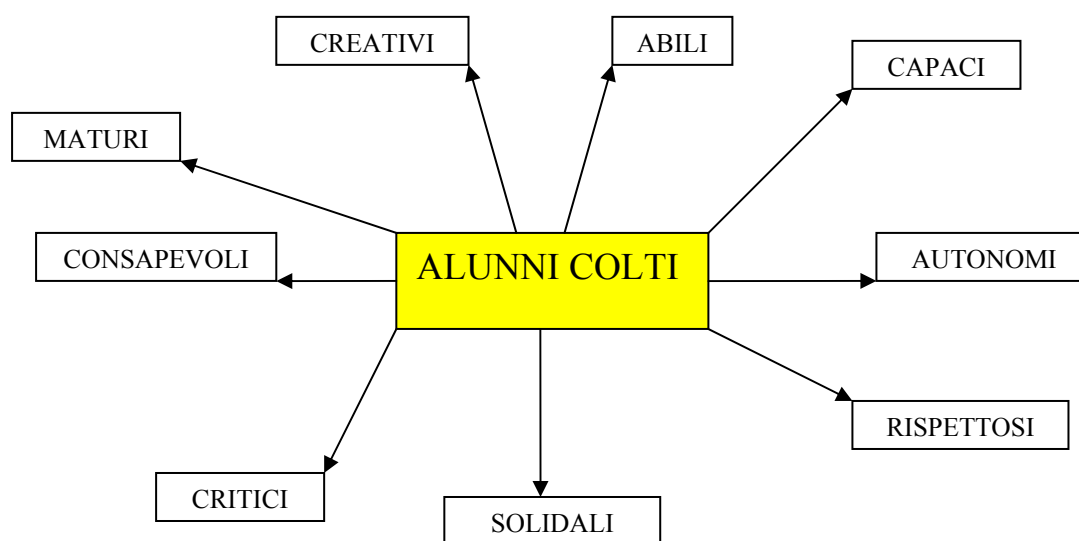 CREATIVI
ABILI
CAPACI
MATURI
CONSAPEVOLI
ALUNNI COLTI
AUTONOMI
RISPETTOSI
CRITICI
SOLIDALI